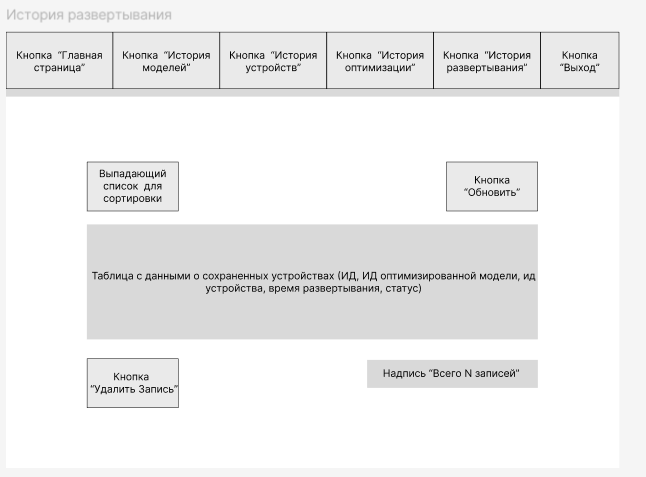 История развертывания
Кнопка “Главная
страница”
Кнопка “История
моделей”
Кнопка “История
устройств”
Кнопка “История
оптимизации”
Кнопка “История
развертывания”
Кнопка
“Выход”
Выпадающий
список для
сортировки
Кнопка
“Обновить”
Таблица с данными о сохраненных устройствах (ИД, ИД оптимизированной модели, ид
устройства, время развертывания, статус)
Кнопка
“Удалить Запись”
Надпись “Всего N записей”